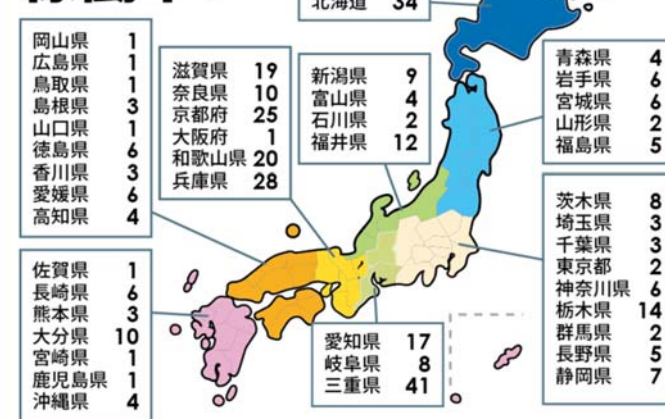 北海道 34
岡山県 1
広島県 1
鳥取県 1
島根県 3
山口県 1
徳島県 6
香川県 3
愛媛県 6
高知県 4
滋賀県 19
奈良県 10
京都府 25
大阪府 1
和歌山県 20
兵庫県 28
新潟県 9
富山県 4
石川県 2
福井県 12
青森県 4
岩手県 6
宮城県 6
山形県 2
福島県 5
茨木県 8
埼玉県 3
千葉県 3
東京都 2
神奈川県 6
栃木県 14
群馬県 2
長野県 5
静岡県 7
佐賀県 1
長崎県 6
熊本県 3
大分県 10
宮崎県 1
鹿児島県 1
沖縄県 4
愛知県 17
岐阜県 8
三重県 41